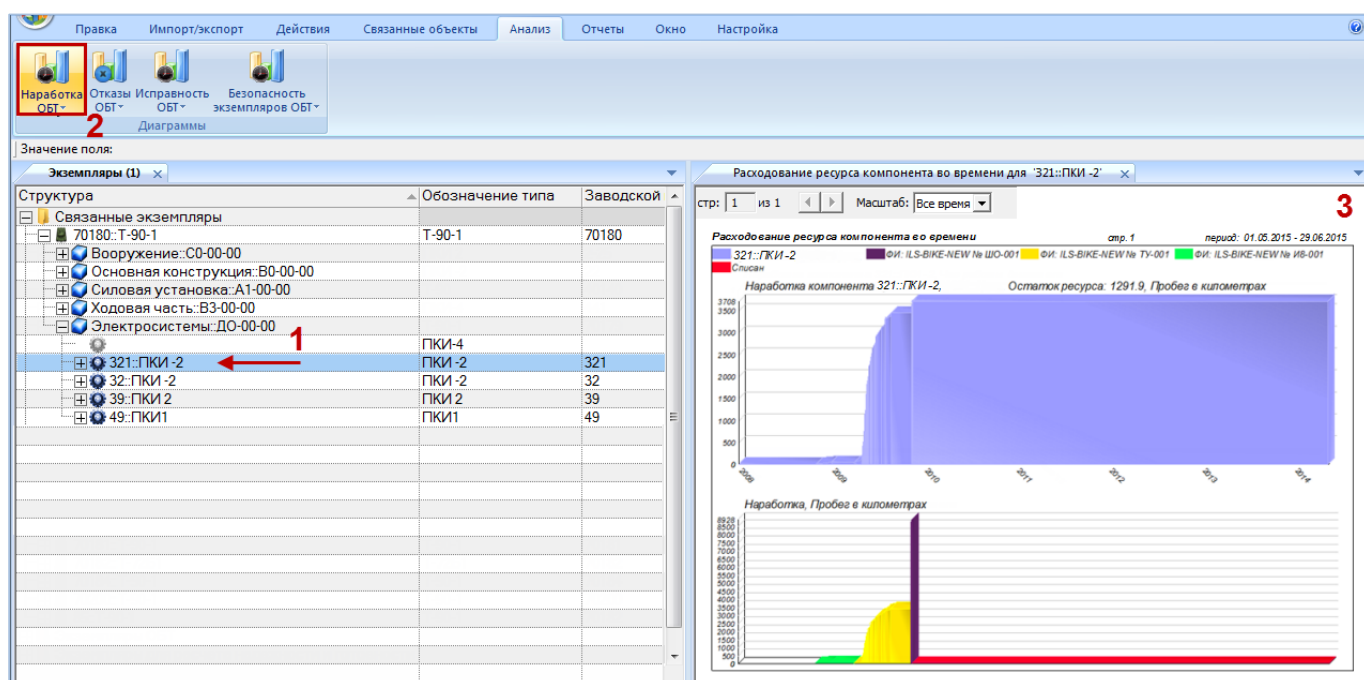 Правка Импорт/экспорт Действия Связанные объекты Анализ Отчеты Окно Настройка
Наработка ОБТ
Отказы ОБТ
Исправность ОБТ
Безопасность экземпляров ОБТ
2
Диаграммы
Значение поля:
Экземпляры (1)
Структура Обозначение типа Заводской
Связанные экземпляры
70180::Т-90-1 Т-90-1 70180
Вооружение::С0-00-00
Основная конструкция::В0-00-00
Силовая установка::А1-00-00
Ходовая часть::В3-00-00
Электросистемы::ДО-00-00
1
ПКИ-4
321::ПКИ -2 ПКИ -2 321
32::ПКИ -2 ПКИ -2 32
39::ПКИ 2 ПКИ 2 39
49::ПКИ1 ПКИ1 49
Расходование ресурса компонента во времени для '321::ПКИ -2'
стр: 1 из 1 Масштаб: Все время
3
Расходование ресурса компонента во времени стр. 1 период: 01.05.2015 - 29.06.2015
321::ПКИ-2 ФИ: ILS-BIKE-NEW № ШО-001 ФИ: ILS-BIKE-NEW № ТУ-001 ФИ: ILS-BIKE-NEW № ИВ-001
Списан
Наработка компонента 321::ПКИ-2, Остаток ресурса: 1291.9, Пробег в километрах
3708
3500
3000
2500
2000
1500
1000
500
0
2008 2009 2010 2011 2012 2013 2014
Наработка, Пробег в километрах
8928
8500
8000
7500
7000
6500
6000
5500
5000
4500
4000
3500
3000
2500
2000
1500
1000
500
0